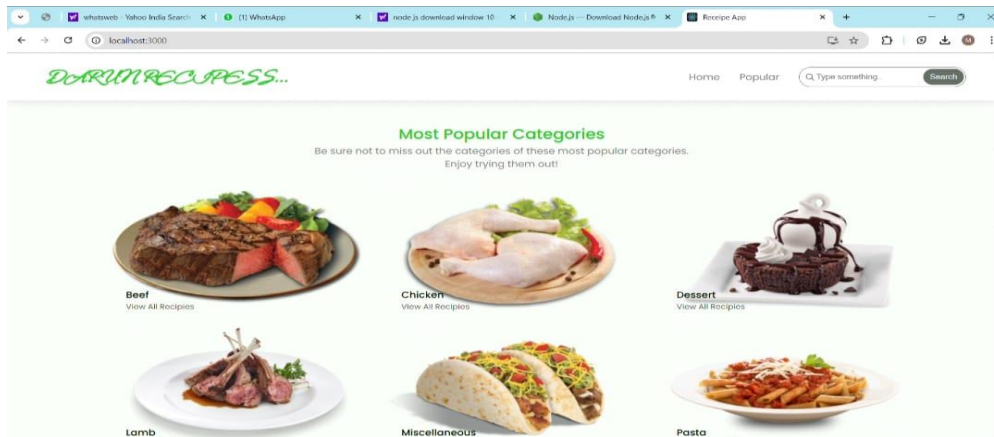 whatsweb - Yahoo India Search
(1) WhatsApp
node js download window 10
Node.js — Download Node.js®
Receipe App
localhost:3000
M
DARUN RECIPESS...
Home
Popular
Type something..
Search
Most Popular Categories
Be sure not to miss out the categories of these most popular categories.
Enjoy trying them out!
Beef
View All Recipies
Chicken
View All Recipies
Dessert
View All Recipies
Lamb
Miscellaneous
Pasta